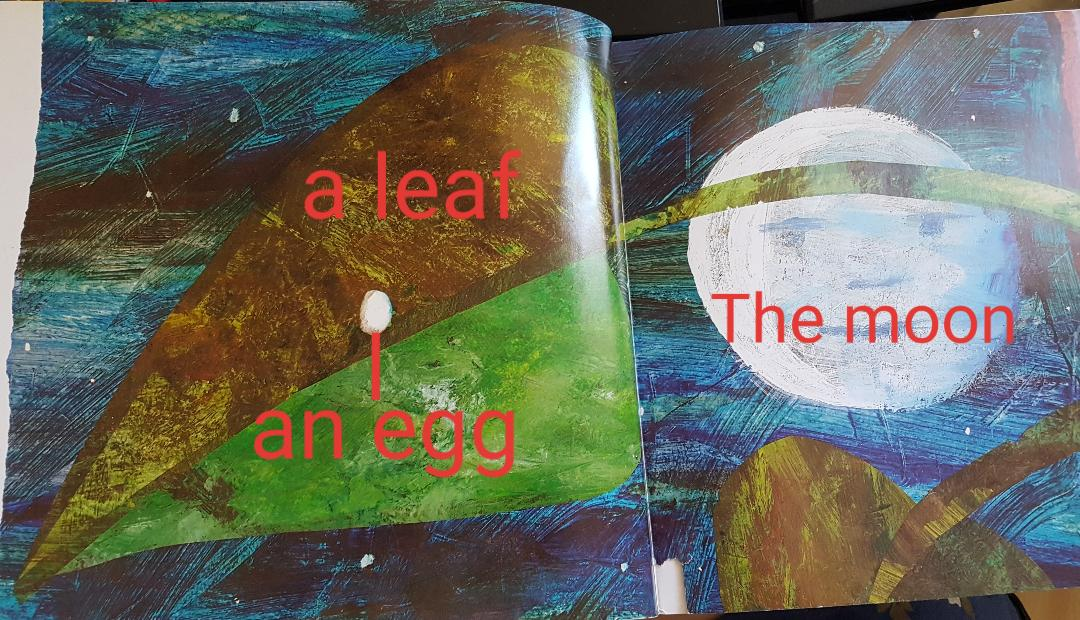 a leaf
an egg
The moon